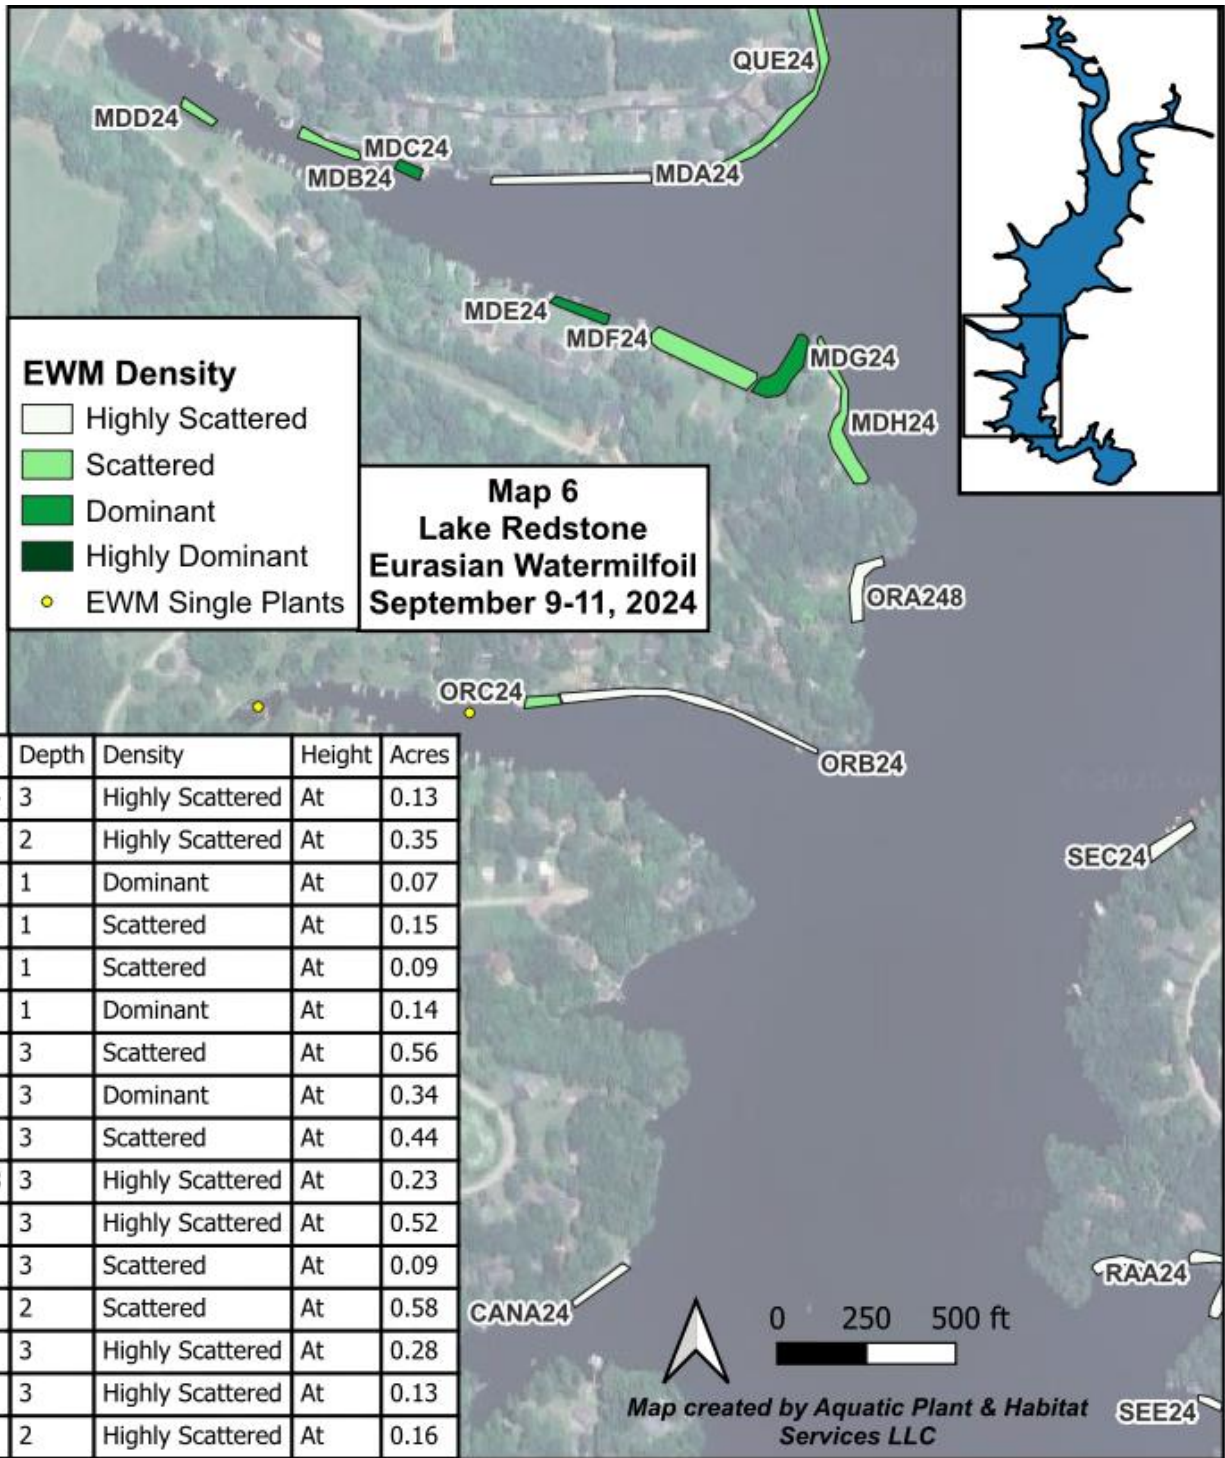 QUE24
MDD24
MDC24
MDB24
MDA24
MDE24
MDF24
MDG24
MDH24
EWM Density
Highly Scattered
Scattered
Dominant
Highly Dominant
EWM Single Plants
Map 6
Lake Redstone
Eurasian Watermilfoil
September 9-11, 2024
ORA248
ORC24
ORB24
SEC24
Depth Density Height Acres
3 Highly Scattered At 0.13
2 Highly Scattered At 0.35
1 Dominant At 0.07
1 Scattered At 0.15
1 Scattered At 0.09
1 Dominant At 0.14
3 Scattered At 0.56
3 Dominant At 0.34
3 Scattered At 0.44
3 Highly Scattered At 0.23
3 Highly Scattered At 0.52
3 Scattered At 0.09
2 Scattered At 0.58
3 Highly Scattered At 0.28
3 Highly Scattered At 0.13
2 Highly Scattered At 0.16
RAA24
CANA24
0 250 500 ft
Map created by Aquatic Plant & Habitat
Services LLC
SEE24